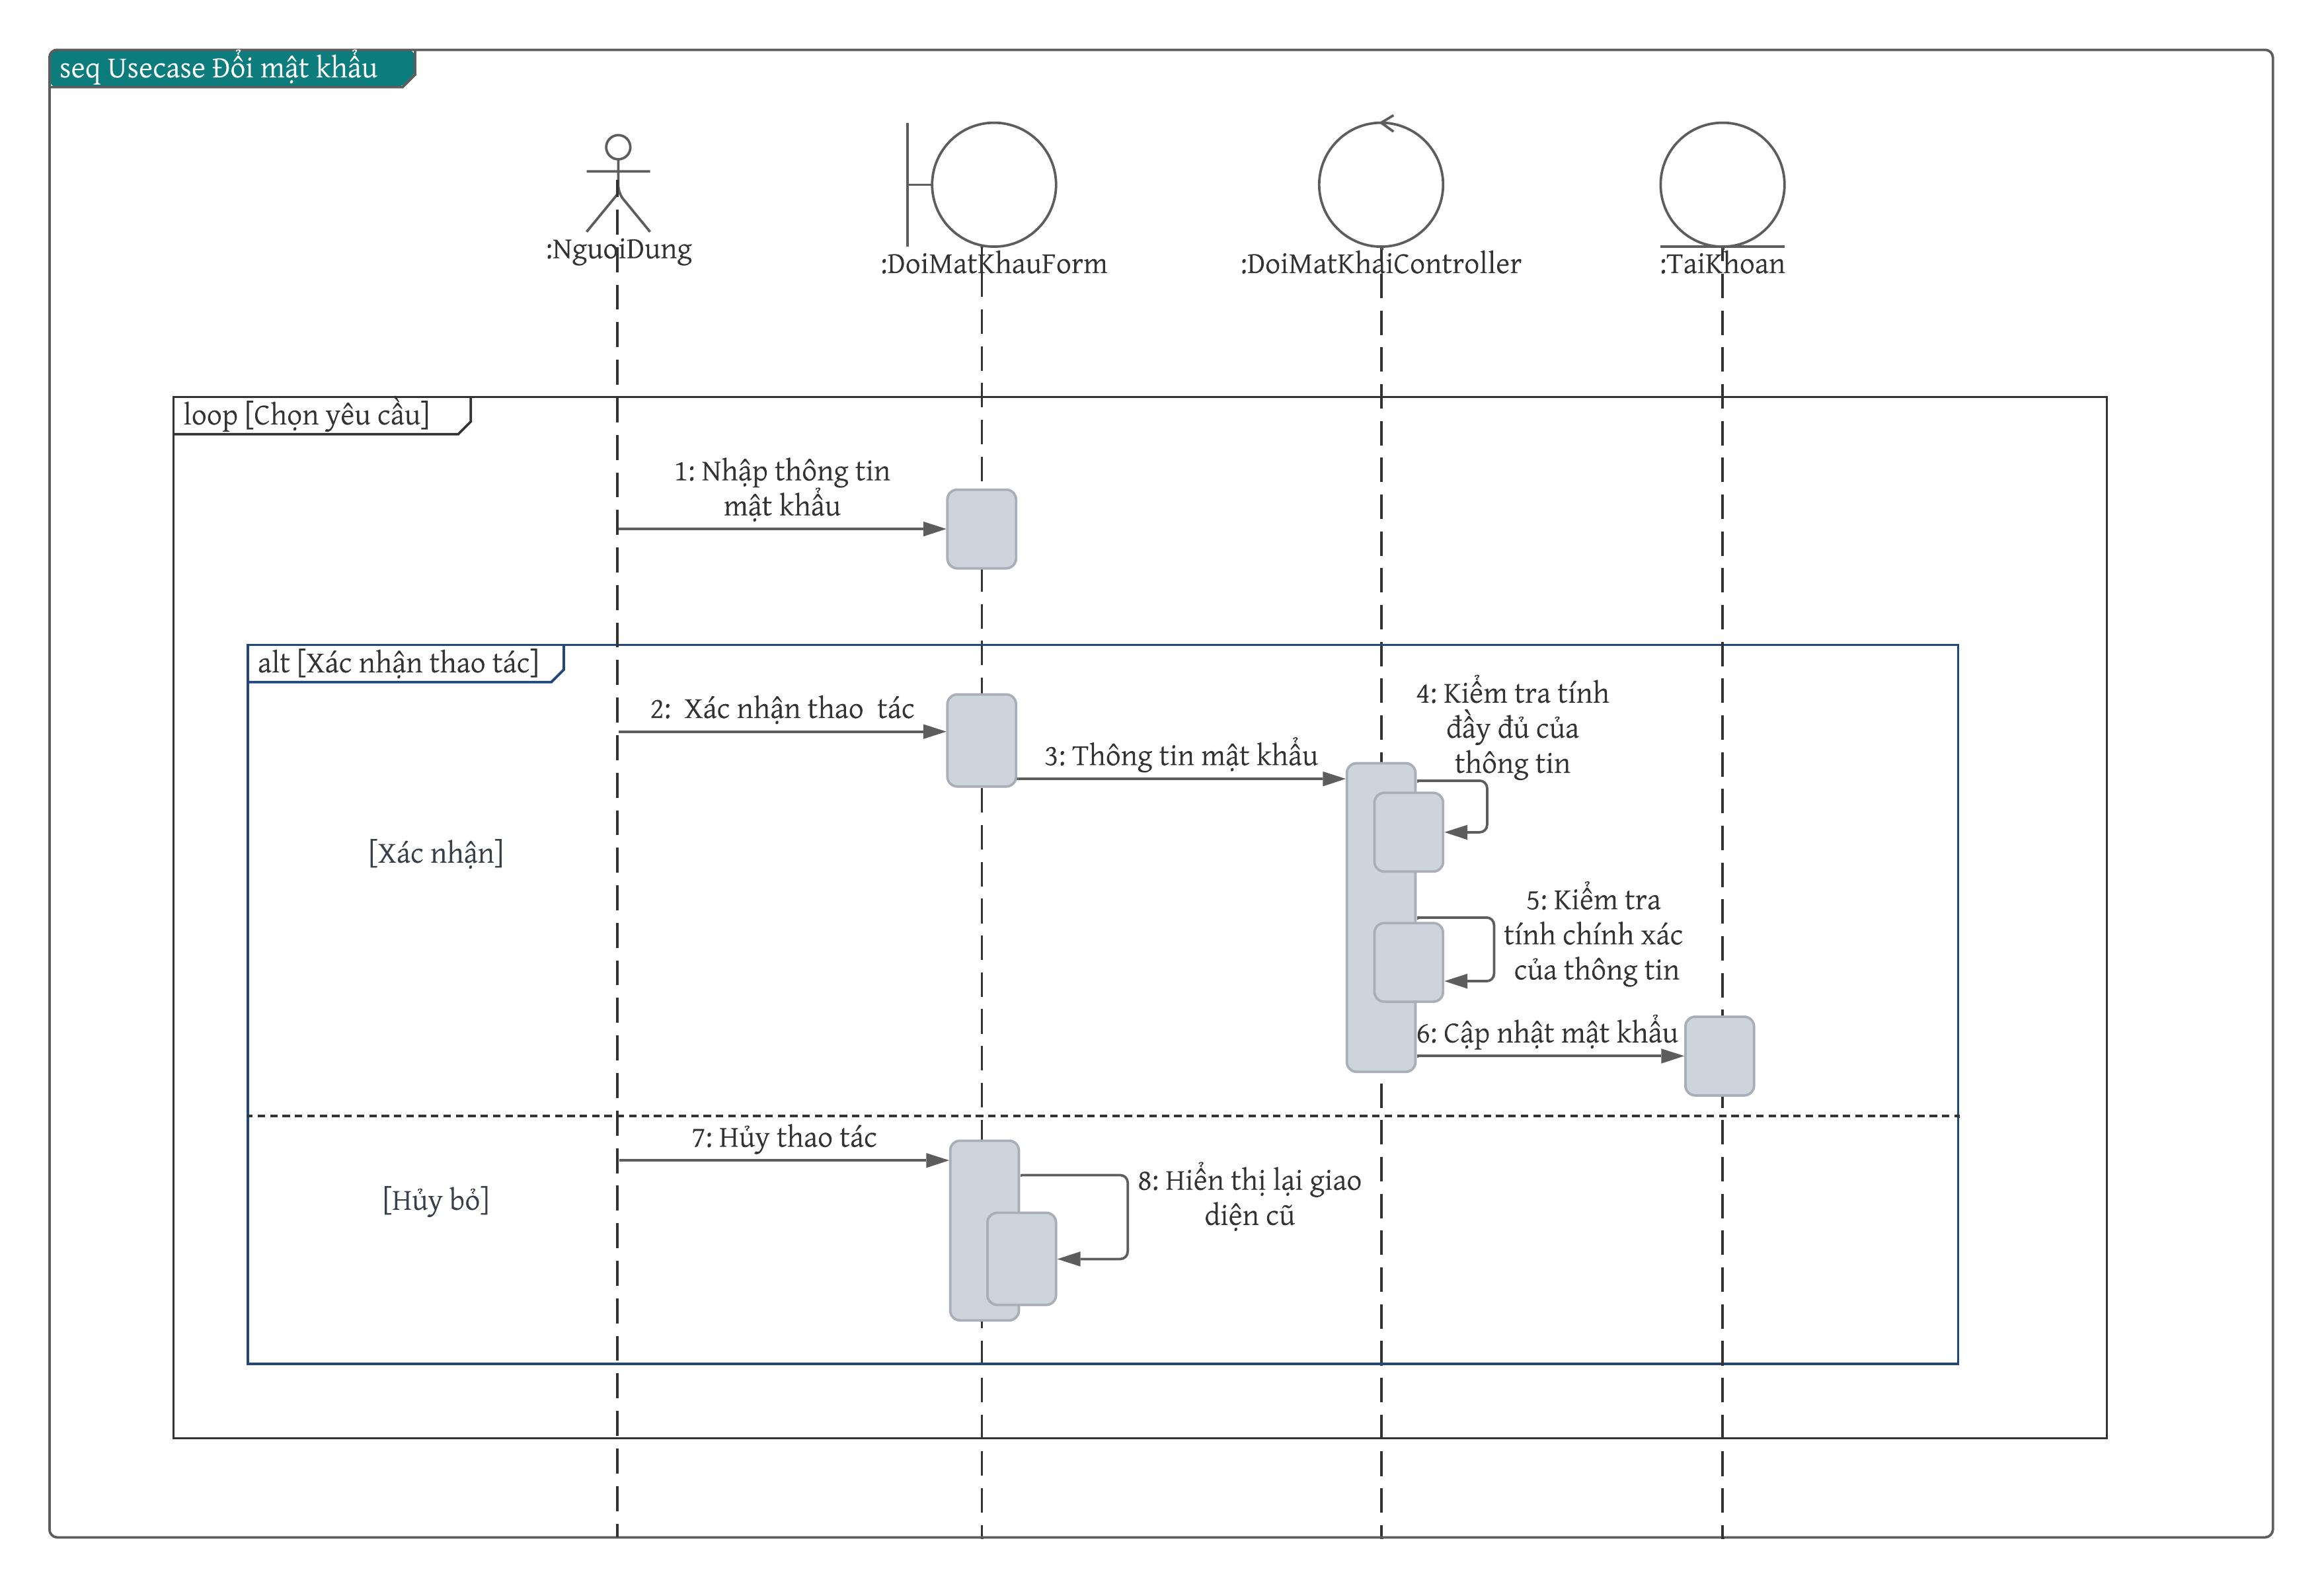 seq Usecase Đổi mật khẩu
:NguoiDung
:DoiMatKhauForm
:DoiMatKhaiController
:TaiKhoan
loop [Chọn yêu cầu]
1: Nhập thông tin
mật khẩu
alt [Xác nhận thao tác]
2:  Xác nhận thao  tác
3: Thông tin mật khẩu
4: Kiểm tra tính
đầy đủ của
thông tin
[Xác nhận]
5: Kiểm tra
tính chính xác
của thông tin
6: Cập nhật mật khẩu
7: Hủy thao tác
[Hủy bỏ]
8: Hiển thị lại giao
diện cũ